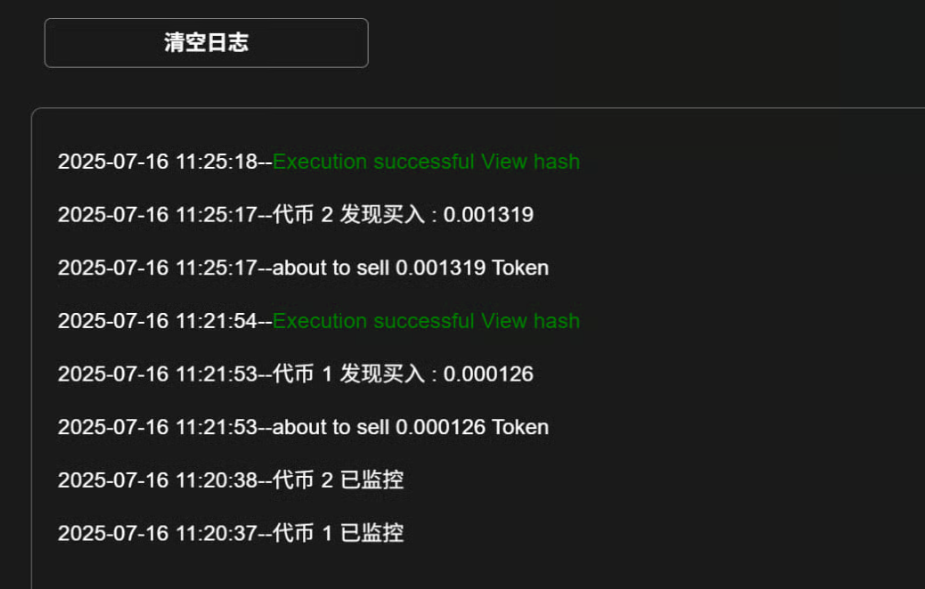 清空日志
2025-07-16 11:25:18--Execution successful View hash
2025-07-16 11:25:17--代币 2 发现买入 : 0.001319
2025-07-16 11:25:17--about to sell 0.001319 Token
2025-07-16 11:21:54--Execution successful View hash
2025-07-16 11:21:53--代币 1 发现买入 : 0.000126
2025-07-16 11:21:53--about to sell 0.000126 Token
2025-07-16 11:20:38--代币 2 已监控
2025-07-16 11:20:37--代币 1 已监控